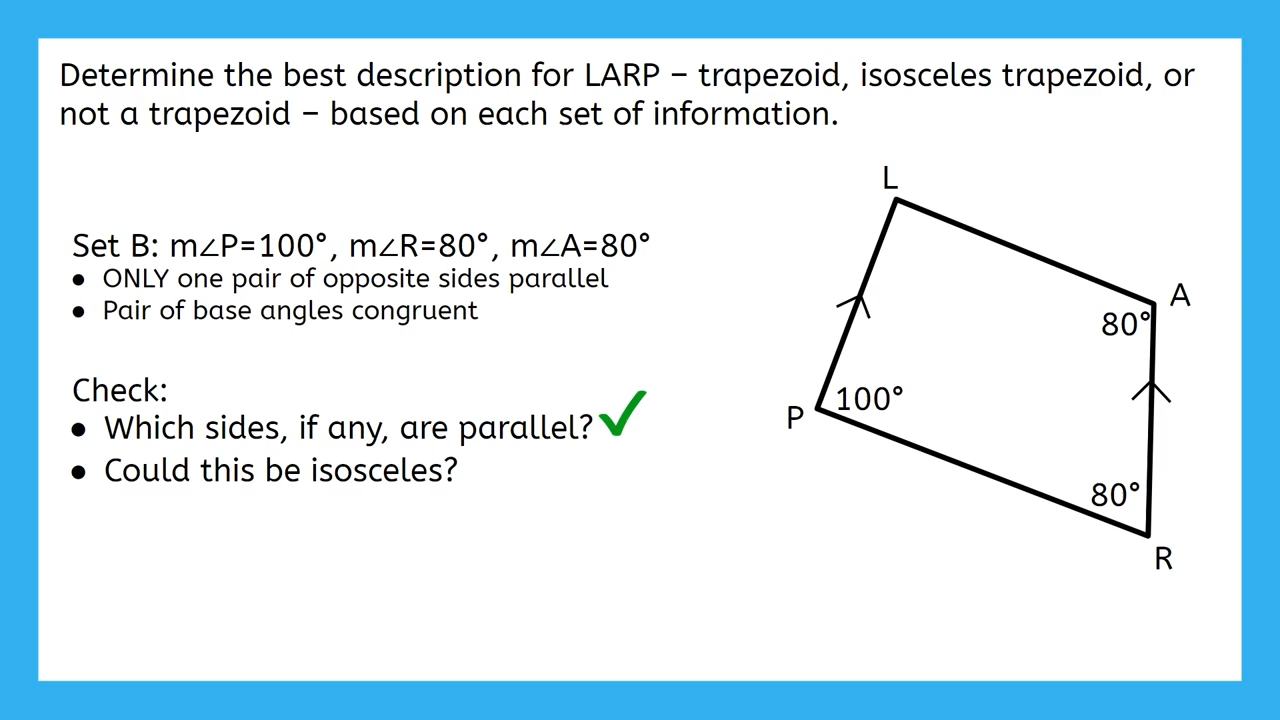 Determine the best description for LARP – trapezoid, isosceles trapezoid, or
not a trapezoid – based on each set of information.
Set B: m∠P=100°, m∠R=80°, m∠A=80°
● ONLY one pair of opposite sides parallel
● Pair of base angles congruent
Check:
● Which sides, if any, are parallel?
● Could this be isosceles?
L
A
80°
100°
P
80°
R